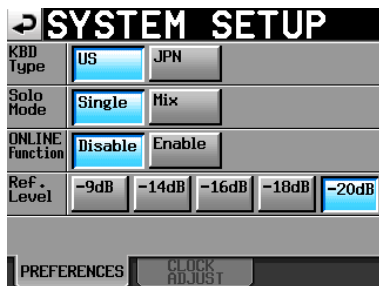 SYSTEM SETUP
KBD
Type
US
JPN
Solo
Mode
Single
Mix
ONLINE
Function
Disable
Enable
Ref.
Level
-9dB
-14dB
-16dB
-18dB
-20dB
PREFERENCES
CLOCK
ADJUST